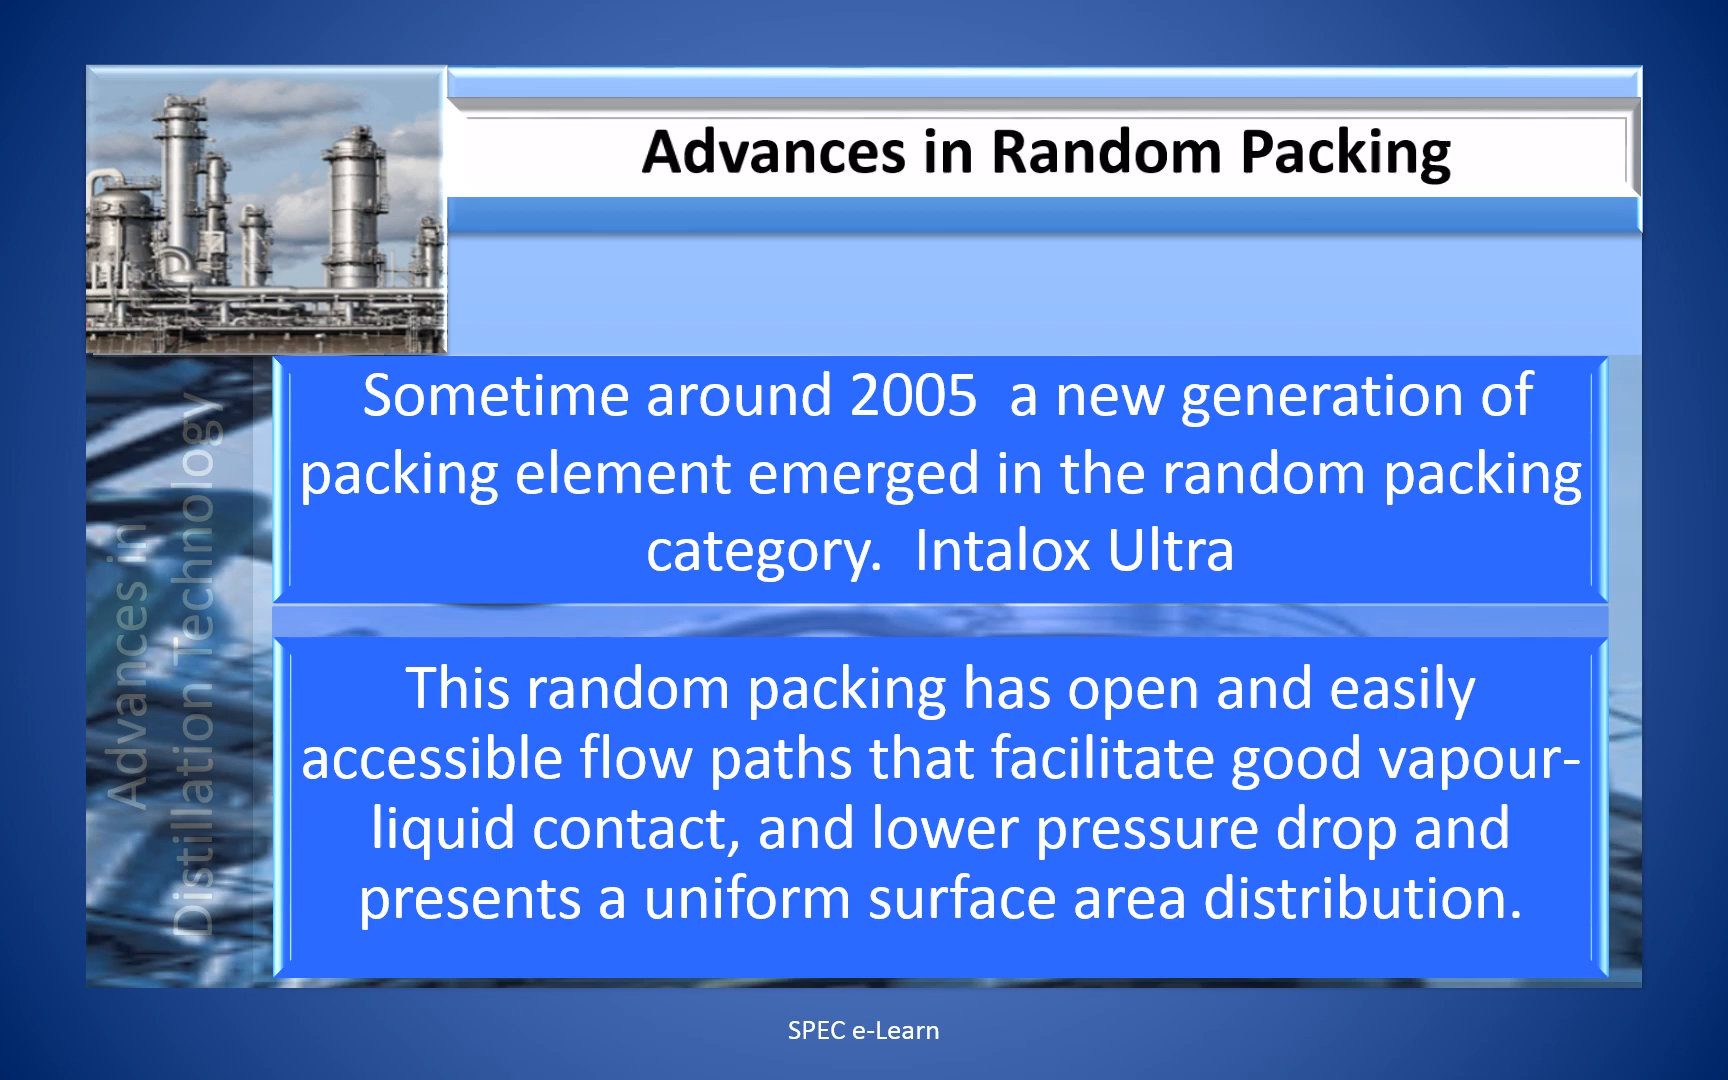 Advances in Random Packing
Sometime around 2005  a new generation of
packing element emerged in the random packing
category.  Intalox Ultra
This random packing has open and easily
accessible flow paths that facilitate good vapour-
liquid contact, and lower pressure drop and
presents a uniform surface area distribution.
Advances in
Distillation Technology
SPEC e-Learn